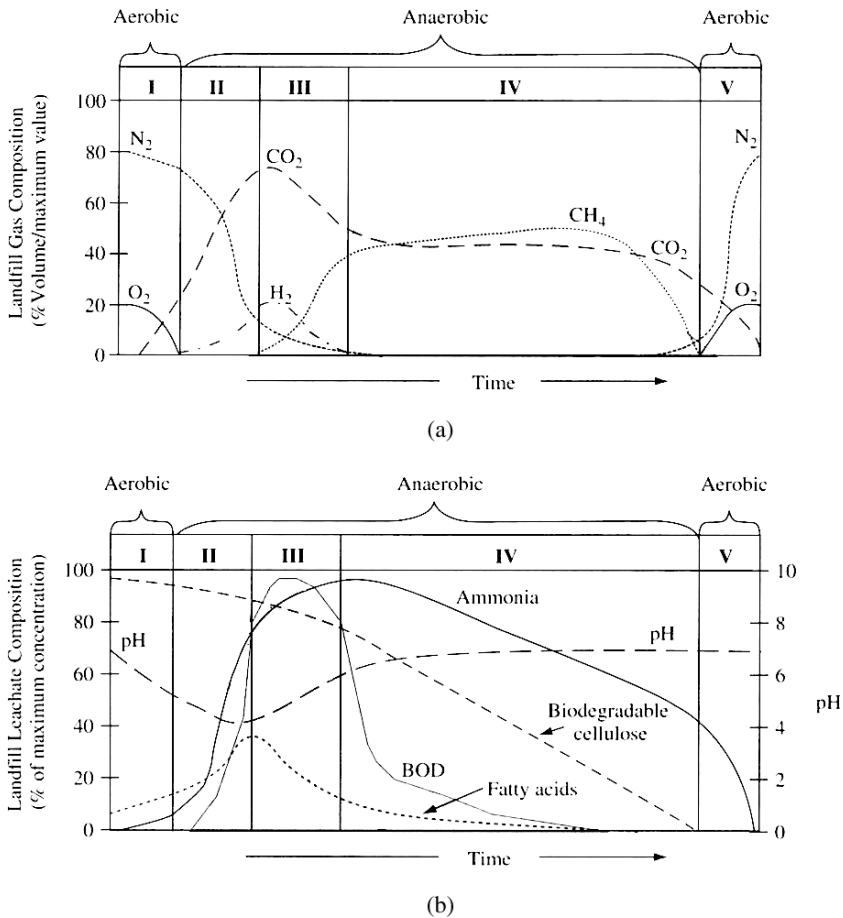 Aerobic Anaerobic Aerobic
I II III IV V
Landfill Gas Composition
(% Volume/maximum value)
100
80
60
40
20
0
N₂
O₂
CO₂
H₂
CH₄
CO₂
N₂
O₂
Time
(a)
Aerobic Anaerobic Aerobic
I II III IV V
Landfill Leachate Composition
(% of maximum concentration)
100
80
60
40
20
0
pH
Ammonia
pH
Biodegradable
cellulose
BOD
Fatty acids
10
8
6
4
2
0
pH
Time
(b)